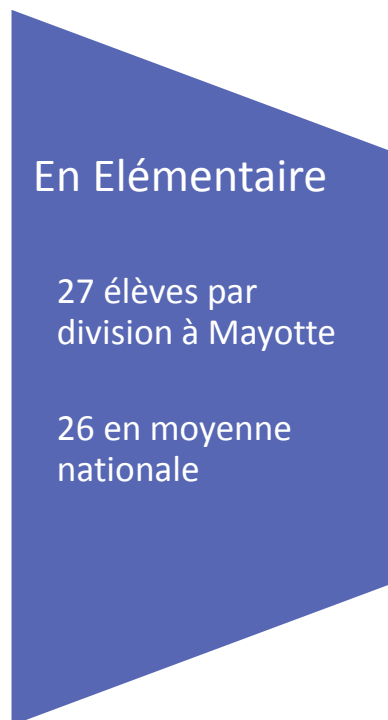 En Elémentaire
27 élèves par
division à Mayotte
26 en moyenne
nationale